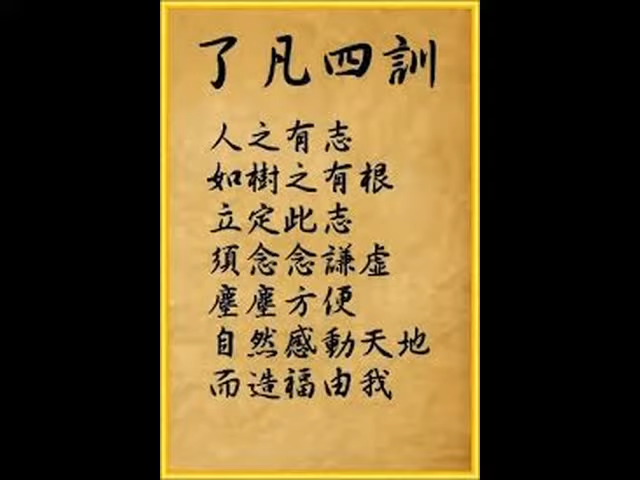 了凡四訓
人之有志
如樹之有根
立定此志
須念念謙虛
塵塵方便
自然感動天地
而造福由我